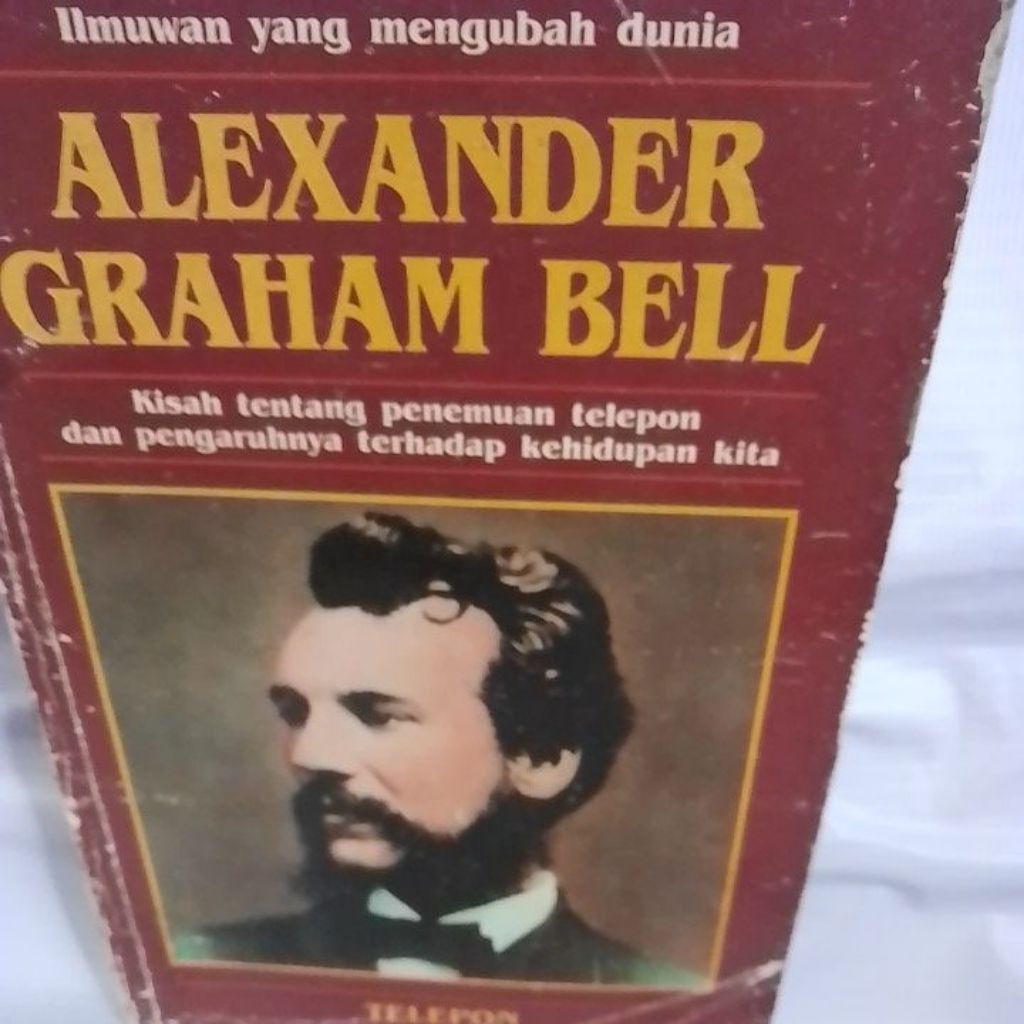 Ilmuwan yang mengubah dunia
ALEXANDER
GRAHAM BELL
Kisah tentang penemuan telepon
dan pengaruhnya terhadap kehidupan kita
TELEPON